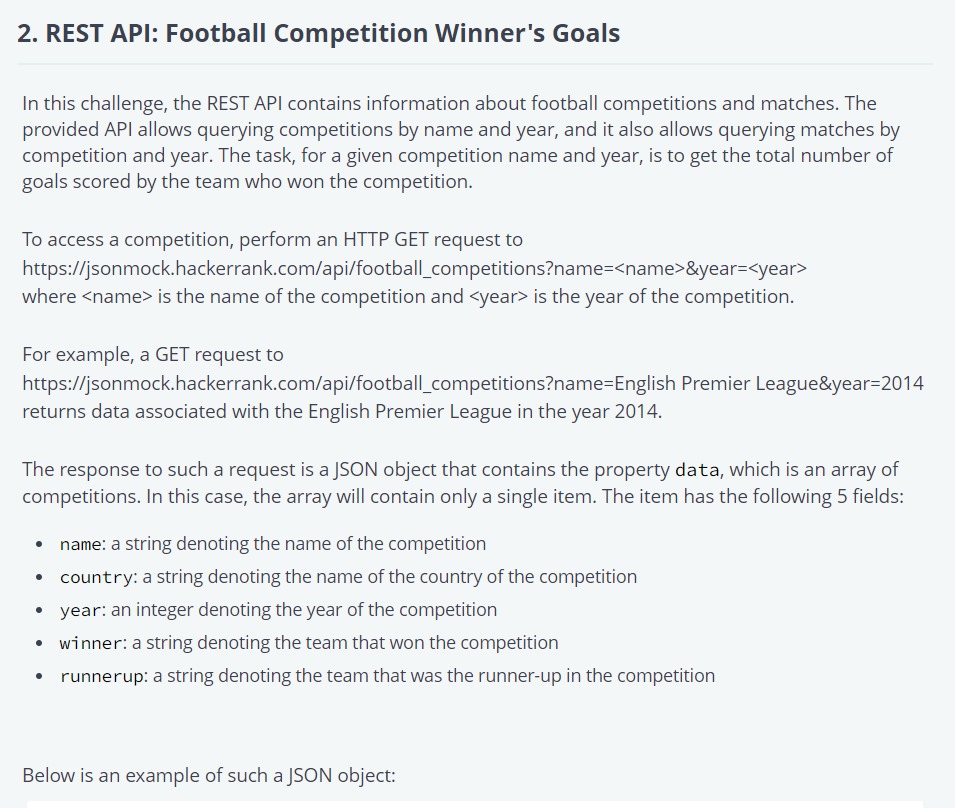 2. REST API: Football Competition Winner's Goals
In this challenge, the REST API contains information about football competitions and matches. The
provided API allows querying competitions by name and year, and it also allows querying matches by
competition and year. The task, for a given competition name and year, is to get the total number of
goals scored by the team who won the competition.
To access a competition, perform an HTTP GET request to
https://jsonmock.hackerrank.com/api/football_competitions?name=<name>&year=<year>
where <name> is the name of the competition and <year> is the year of the competition.
For example, a GET request to
https://jsonmock.hackerrank.com/api/football_competitions?name=English Premier League&year=2014
returns data associated with the English Premier League in the year 2014.
The response to such a request is a JSON object that contains the property data, which is an array of
competitions. In this case, the array will contain only a single item. The item has the following 5 fields:
• name: a string denoting the name of the competition
• country: a string denoting the name of the country of the competition
• year: an integer denoting the year of the competition
• winner: a string denoting the team that won the competition
• runnerup: a string denoting the team that was the runner-up in the competition
Below is an example of such a JSON object: